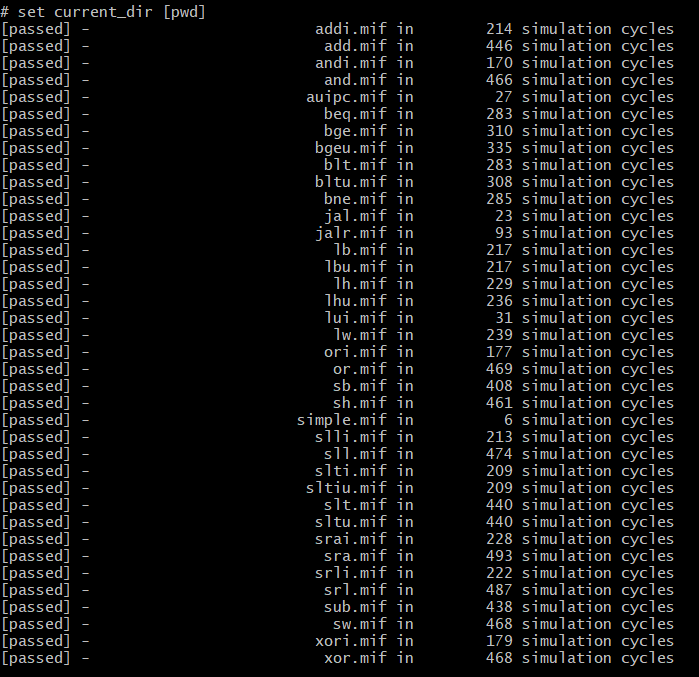 # set current_dir [pwd]
[passed] - addi.mif in 214 simulation cycles
[passed] - add.mif in 446 simulation cycles
[passed] - andi.mif in 170 simulation cycles
[passed] - and.mif in 466 simulation cycles
[passed] - auipc.mif in 27 simulation cycles
[passed] - beq.mif in 283 simulation cycles
[passed] - bge.mif in 310 simulation cycles
[passed] - bgeu.mif in 335 simulation cycles
[passed] - blt.mif in 283 simulation cycles
[passed] - bltu.mif in 308 simulation cycles
[passed] - bne.mif in 285 simulation cycles
[passed] - jal.mif in 23 simulation cycles
[passed] - jalr.mif in 93 simulation cycles
[passed] - lb.mif in 217 simulation cycles
[passed] - lbu.mif in 217 simulation cycles
[passed] - lh.mif in 229 simulation cycles
[passed] - lhu.mif in 236 simulation cycles
[passed] - lui.mif in 31 simulation cycles
[passed] - lw.mif in 239 simulation cycles
[passed] - ori.mif in 177 simulation cycles
[passed] - or.mif in 469 simulation cycles
[passed] - sb.mif in 408 simulation cycles
[passed] - sh.mif in 461 simulation cycles
[passed] - simple.mif in 6 simulation cycles
[passed] - slli.mif in 213 simulation cycles
[passed] - sll.mif in 474 simulation cycles
[passed] - slti.mif in 209 simulation cycles
[passed] - sltiu.mif in 209 simulation cycles
[passed] - slt.mif in 440 simulation cycles
[passed] - sltu.mif in 440 simulation cycles
[passed] - srai.mif in 228 simulation cycles
[passed] - sra.mif in 493 simulation cycles
[passed] - srli.mif in 222 simulation cycles
[passed] - srl.mif in 487 simulation cycles
[passed] - sub.mif in 438 simulation cycles
[passed] - sw.mif in 468 simulation cycles
[passed] - xori.mif in 179 simulation cycles
[passed] - xor.mif in 468 simulation cycles